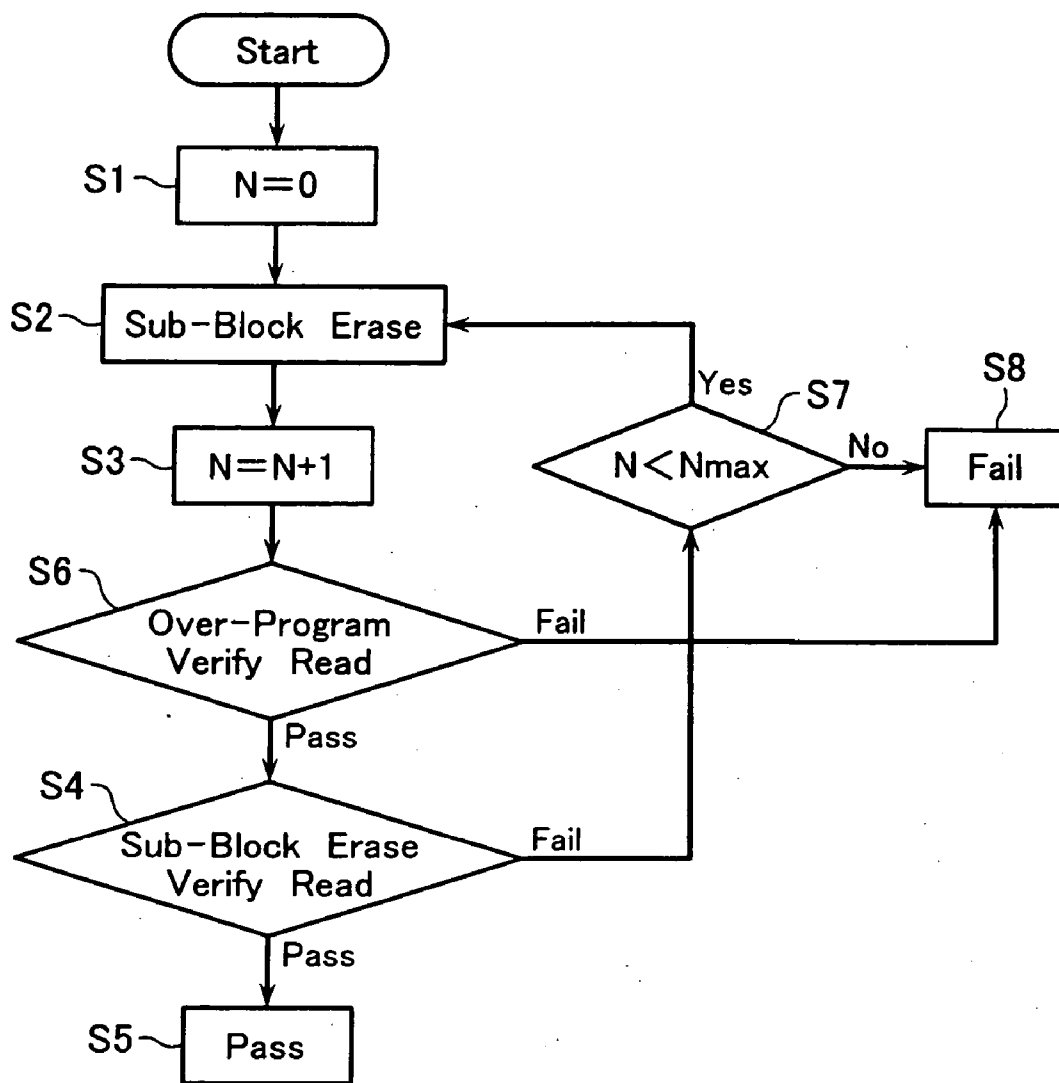 Start
S1
N=0
S2
Sub-Block Erase
Yes
S7
S8
S3
N=N+1
N<Nmax
No
Fail
S6
Over-Program
Verify Read
Fail
Pass
S4
Sub-Block Erase
Verify Read
Fail
Pass
S5
Pass